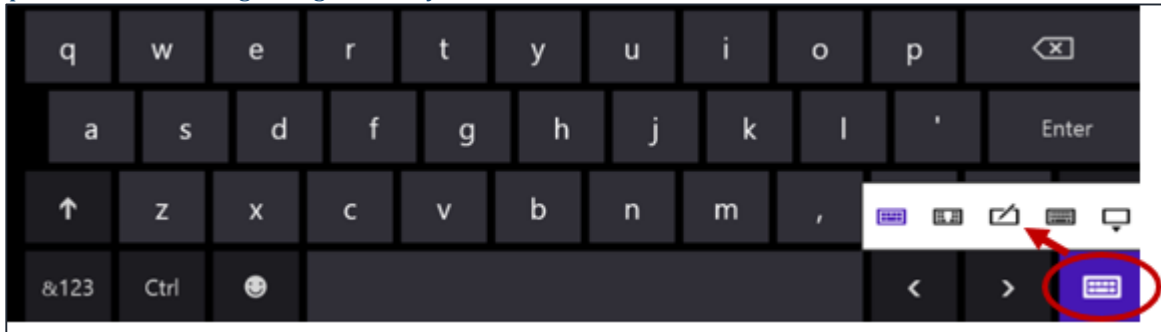 q w e r t y u i o p
a s d f g h j k l ' Enter
z x c v b n m ,
&123 Ctrl < >